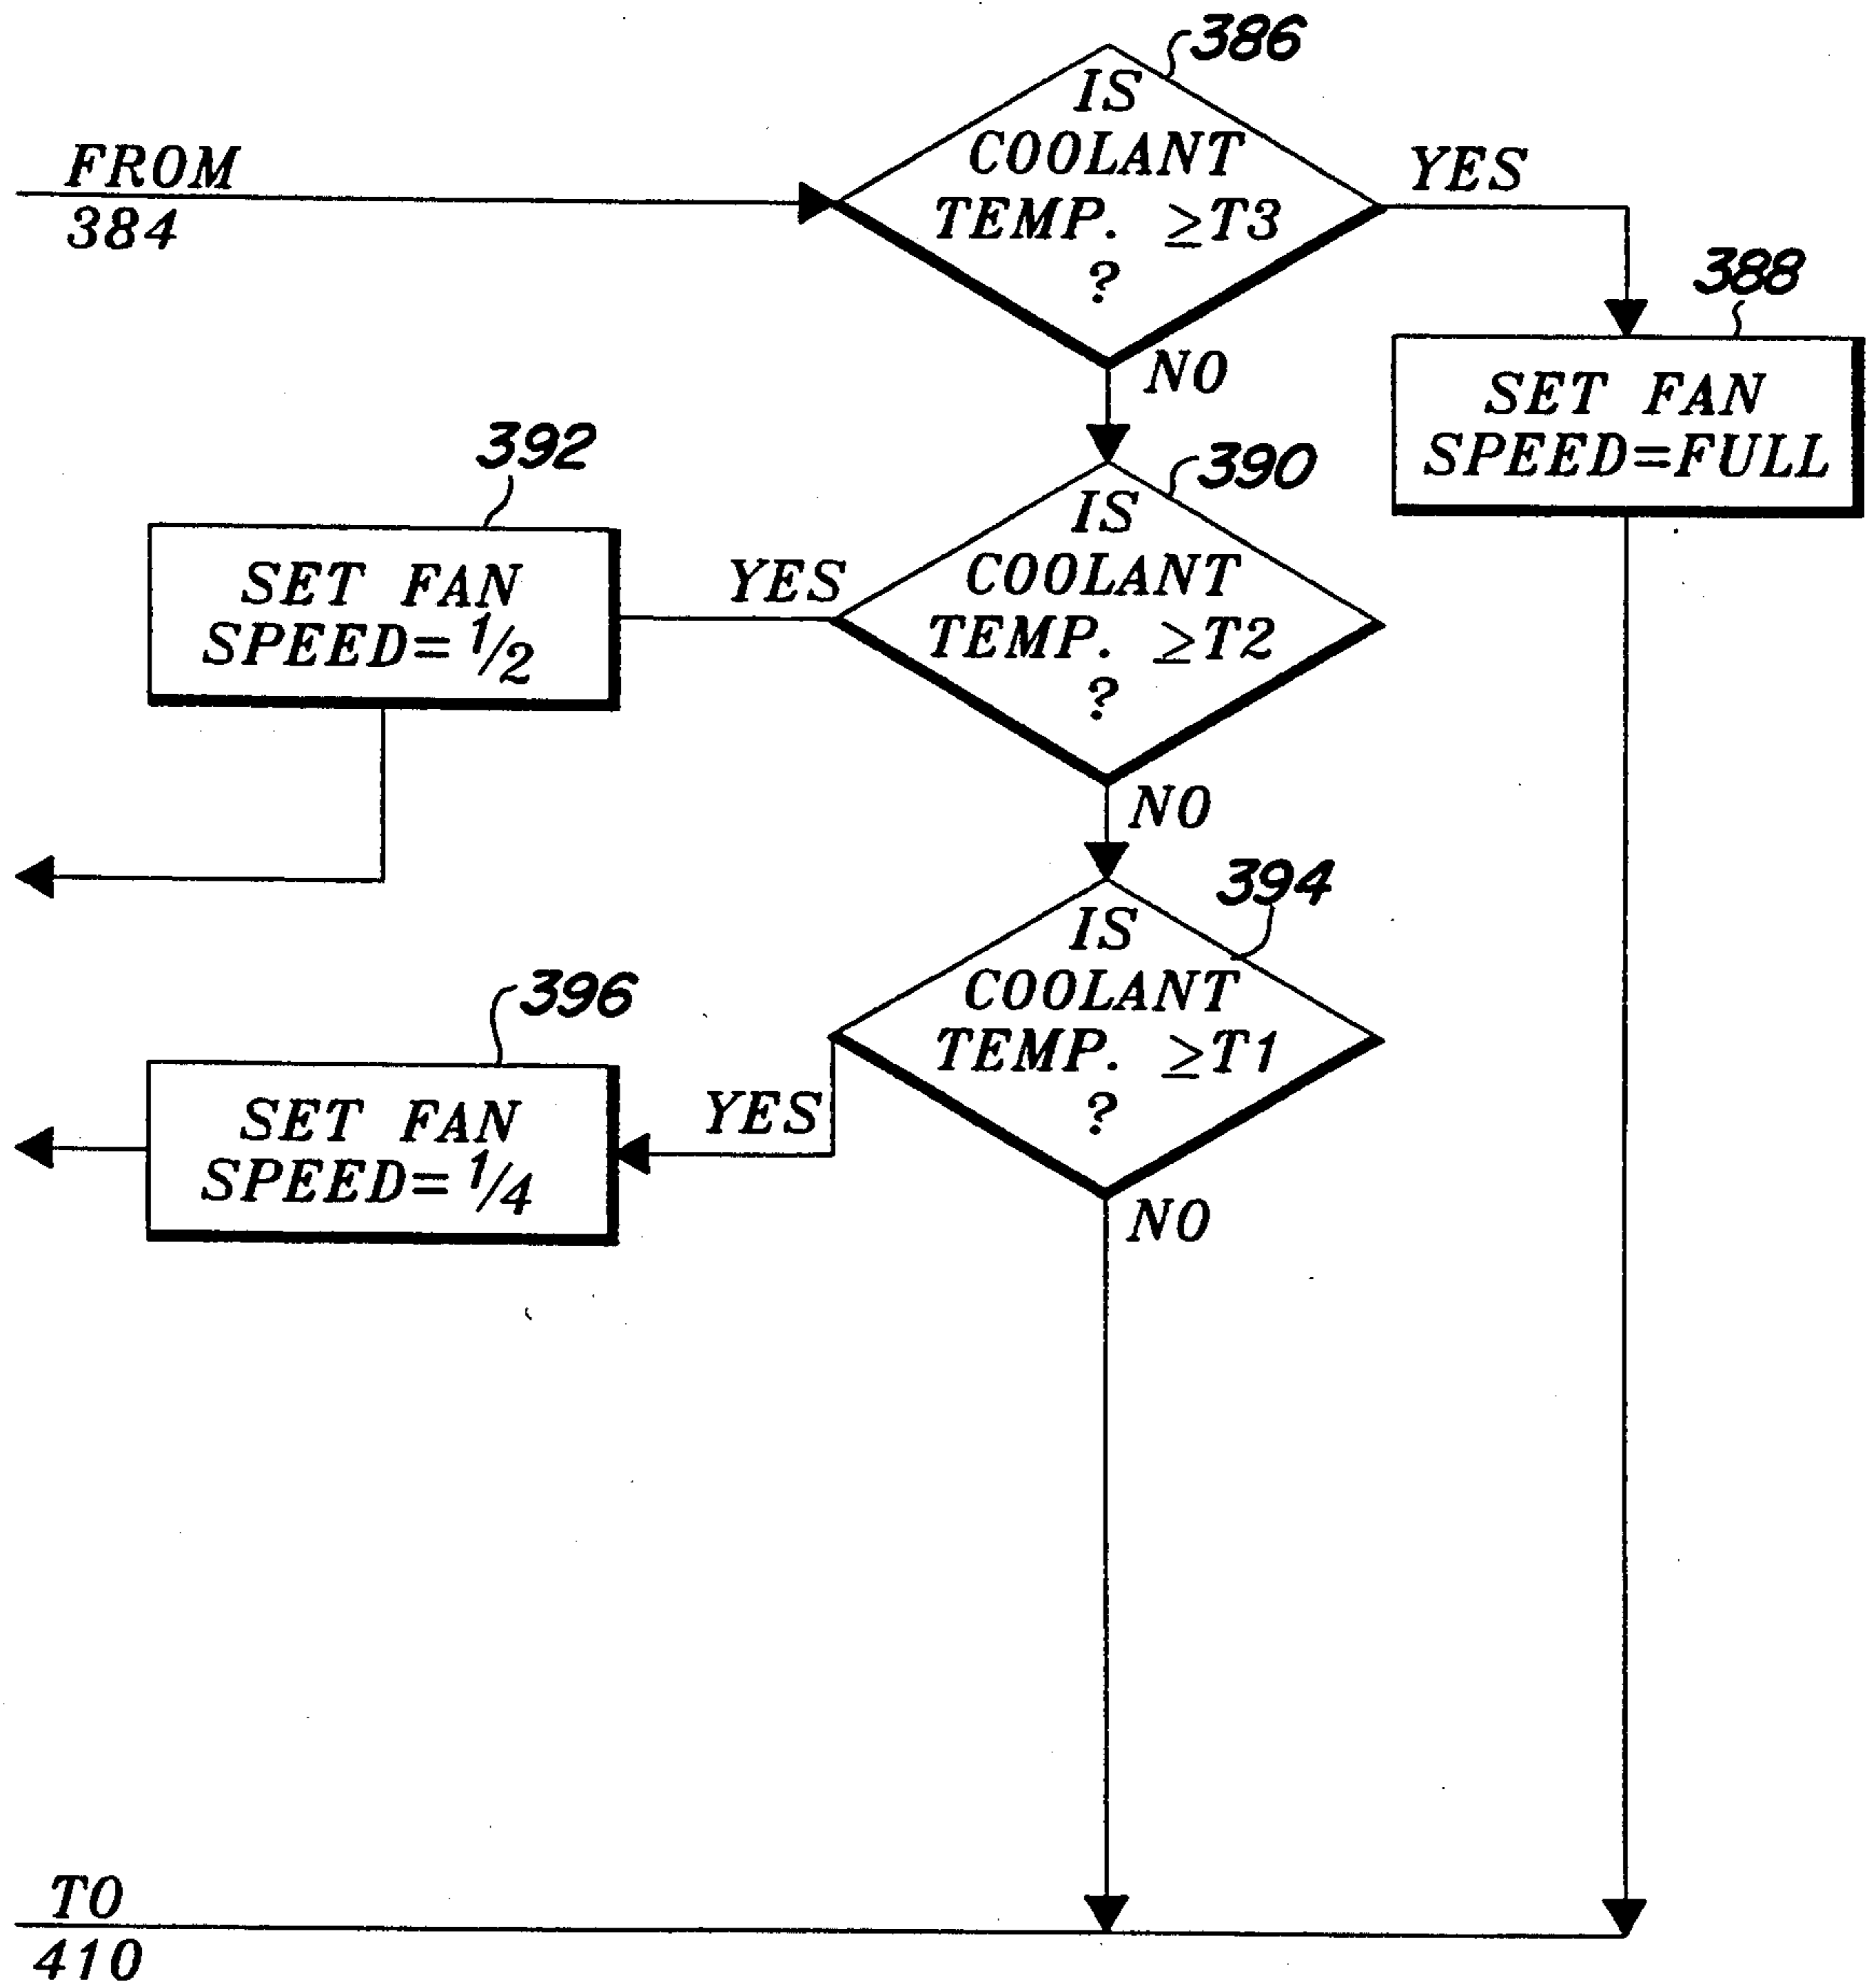 386
IS
COOLANT
TEMP. ≥T3
?
FROM
384
YES
388
NO
SET FAN
SPEED=FULL
392
390
IS
COOLANT
TEMP. ≥T2
?
SET FAN
SPEED=1/2
YES
NO
394
IS
COOLANT
TEMP. ≥T1
?
396
SET FAN
SPEED=1/4
YES
NO
TO
410